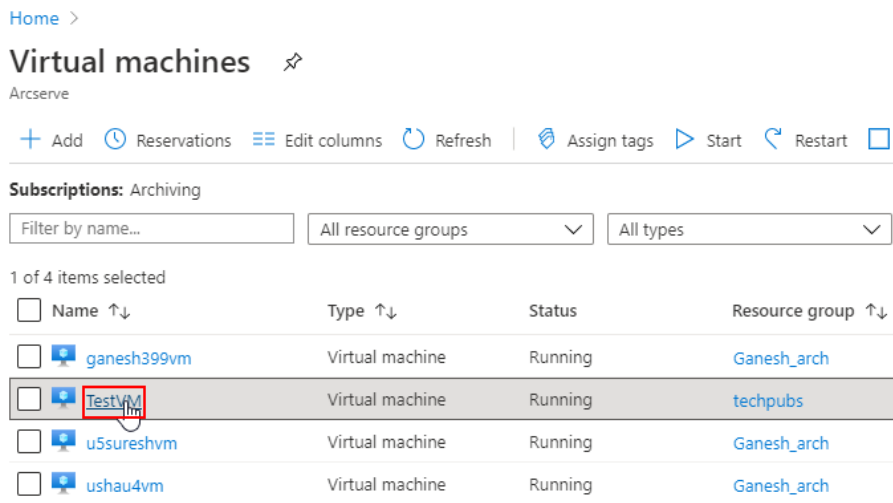 Home >
Virtual machines
Arcserve
Add Reservations Edit columns Refresh Assign tags Start Restart
Subscriptions: Archiving
Filter by name... All resource groups All types
1 of 4 items selected
Name Type Status Resource group
ganesh399vm Virtual machine Running Ganesh_arch
TestVM Virtual machine Running techpubs
u5sureshvm Virtual machine Running Ganesh_arch
ushau4vm Virtual machine Running Ganesh_arch